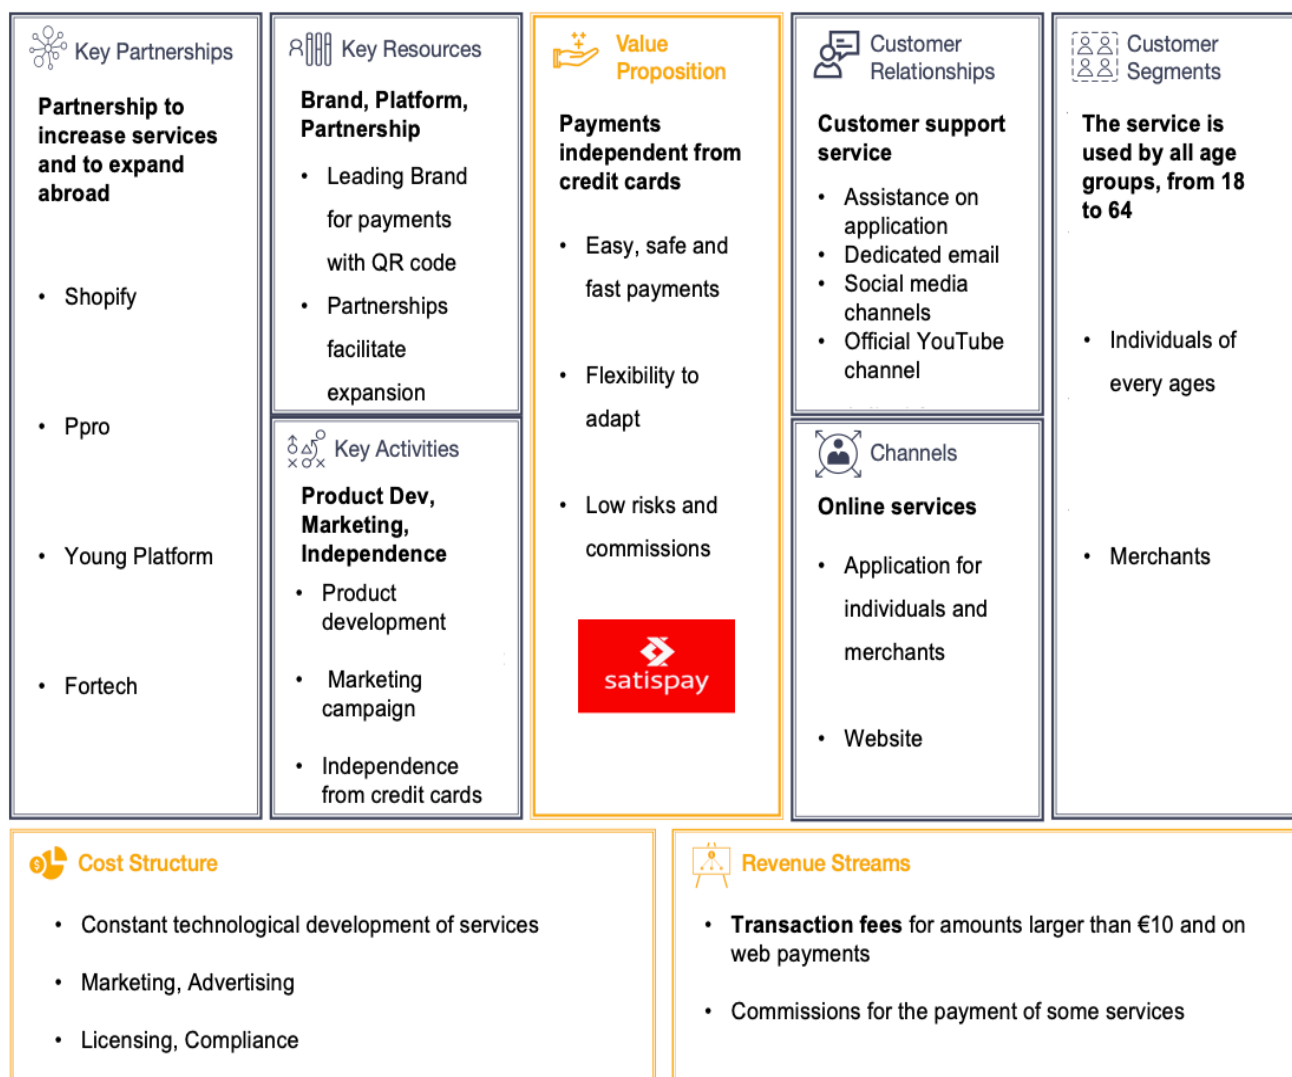 Key Partnerships
Partnership to
increase services
and to expand
abroad
• Shopify
• Ppro
• Young Platform
• Fortech
Key Resources
Brand, Platform,
Partnership
• Leading Brand
for payments
with QR code
• Partnerships
facilitate
expansion
Key Activities
Product Dev,
Marketing,
Independence
• Product
development
• Marketing
campaign
• Independence
from credit cards
Value
Proposition
Payments
independent from
credit cards
• Easy, safe and
fast payments
• Flexibility to
adapt
• Low risks and
commissions
satispay
Customer
Relationships
Customer support
service
• Assistance on
application
• Dedicated email
• Social media
channels
• Official YouTube
channel
Channels
Online services
• Application for
individuals and
merchants
• Website
Customer
Segments
The service is
used by all age
groups, from 18
to 64
• Individuals of
every ages
• Merchants
Cost Structure
• Constant technological development of services
• Marketing, Advertising
• Licensing, Compliance
Revenue Streams
• Transaction fees for amounts larger than €10 and on
web payments
• Commissions for the payment of some services